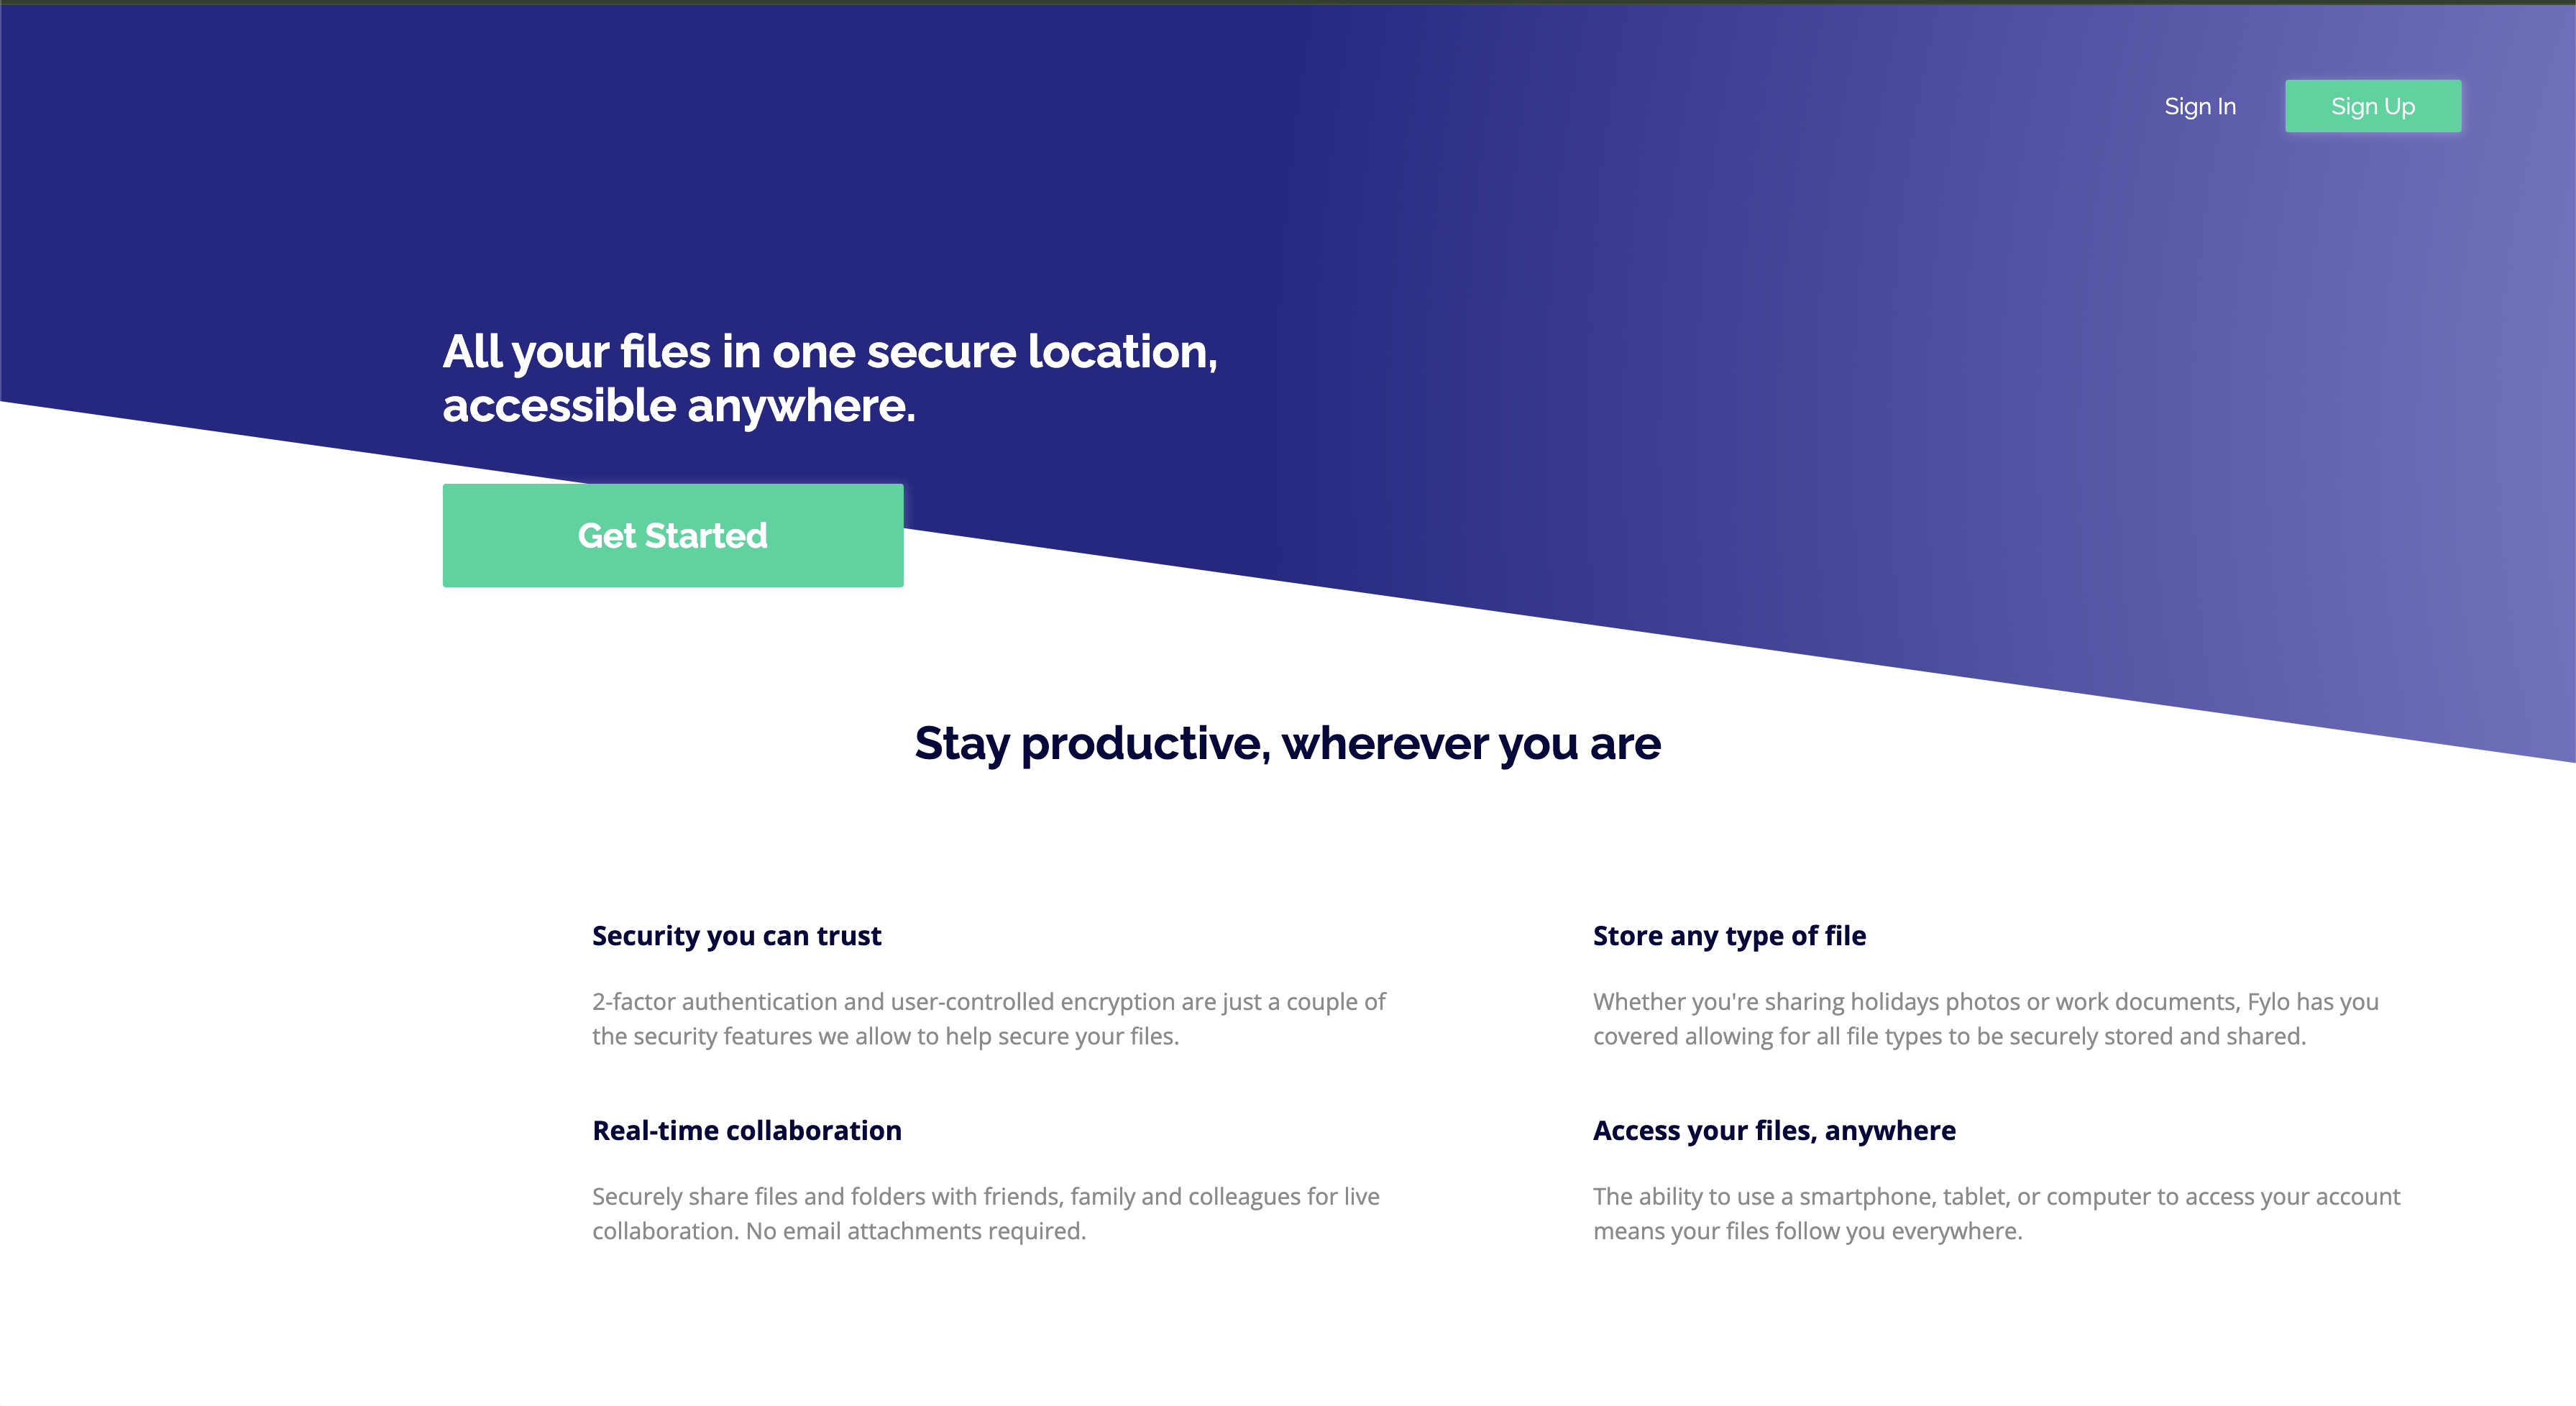 Sign In
Sign Up
All your files in one secure location,
accessible anywhere.
Get Started
Stay productive, wherever you are
Security you can trust
2-factor authentication and user-controlled encryption are just a couple of
the security features we allow to help secure your files.
Store any type of file
Whether you're sharing holidays photos or work documents, Fylo has you
covered allowing for all file types to be securely stored and shared.
Real-time collaboration
Securely share files and folders with friends, family and colleagues for live
collaboration. No email attachments required.
Access your files, anywhere
The ability to use a smartphone, tablet, or computer to access your account
means your files follow you everywhere.